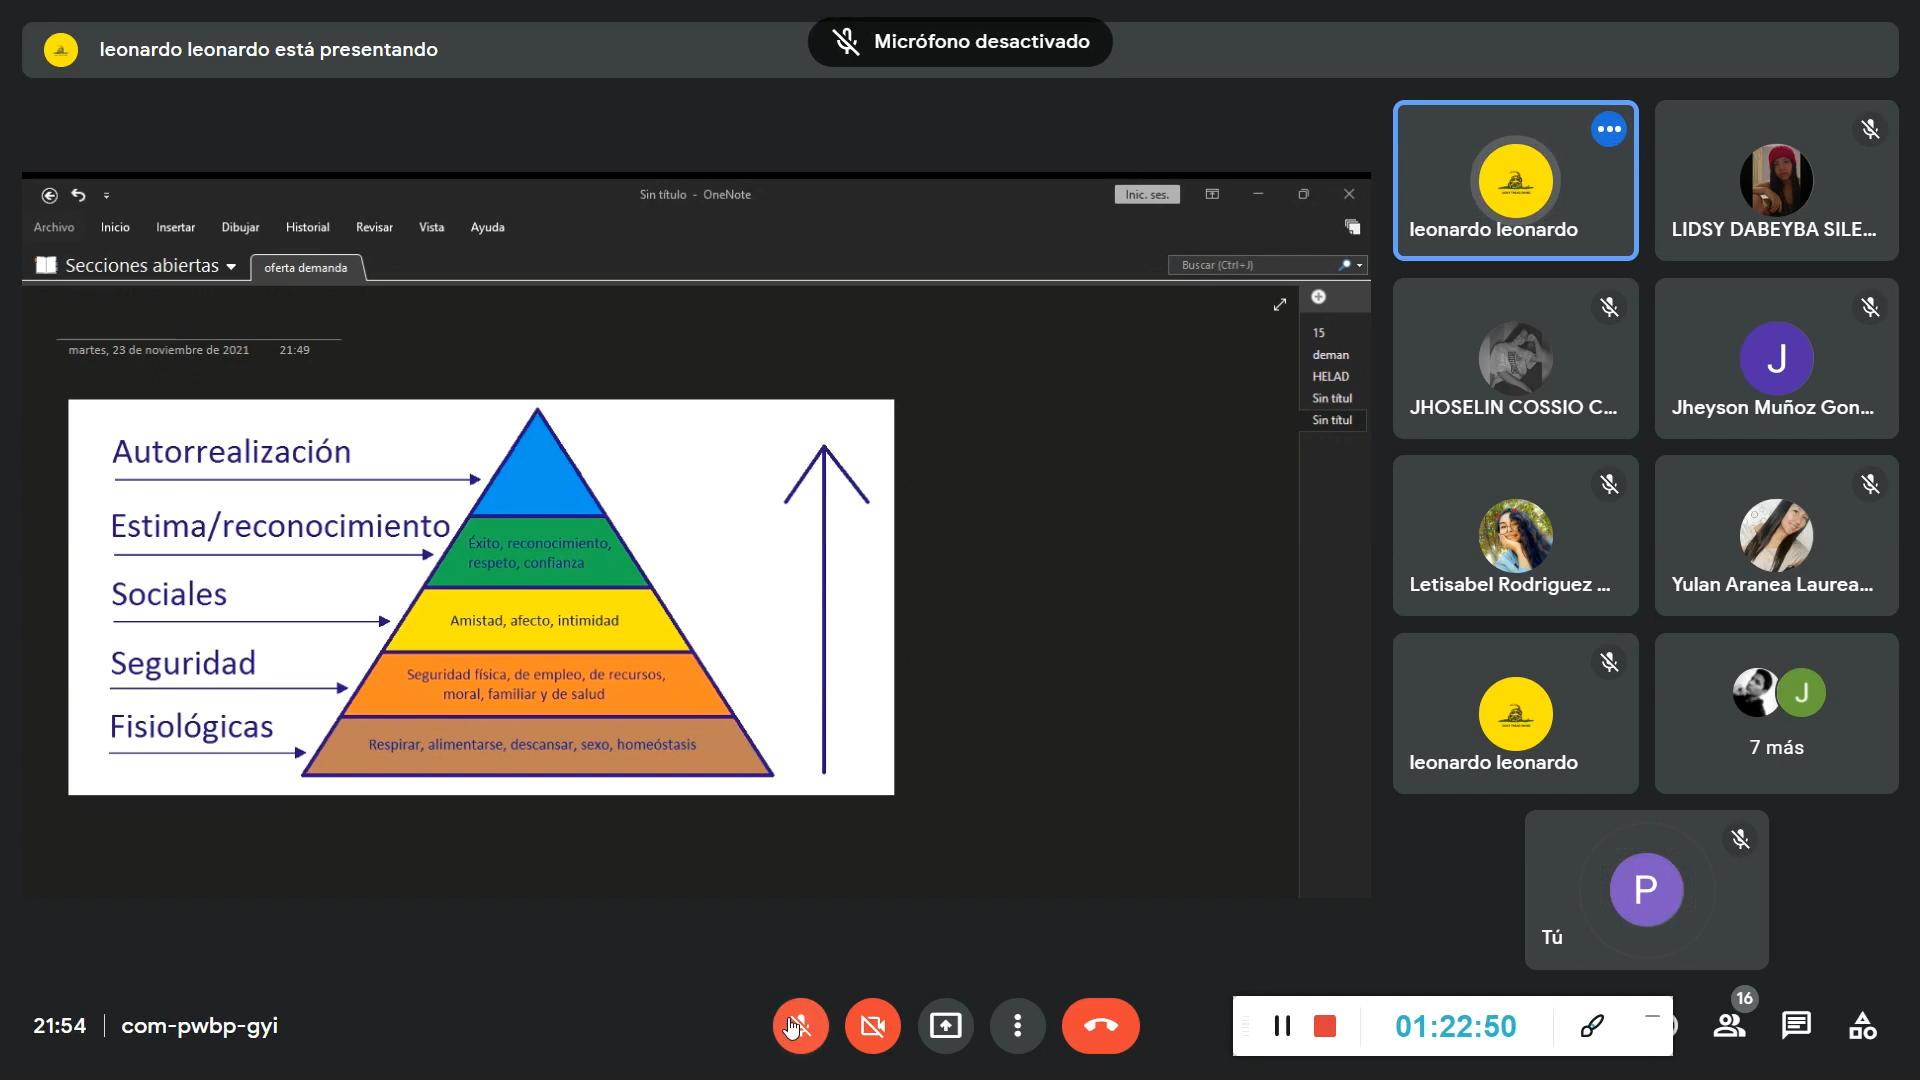 leonardo leonardo está presentando
Micrófono desactivado
Sin título - OneNote
Inic. ses.
Archivo Inicio Insertar Dibujar Historial Revisar Vista Ayuda
Secciones abiertas
oferta demanda
Buscar (Ctrl+J)
martes, 23 de noviembre de 2021 21:49
15
deman
HELAD
Sin títul
Sin títul
Autorrealización
Estima/reconocimiento
Éxito, reconocimiento,
respeto, confianza
Sociales
Amistad, afecto, intimidad
Seguridad
Seguridad física, de empleo, de recursos,
moral, familiar y de salud
Fisiológicas
Respirar, alimentarse, descansar, sexo, homeóstasis
leonardo leonardo
LIDSY DABEYBA SILE...
JHOSELIN COSSIO C...
J
Jheyson Muñoz Gon...
Letisabel Rodriguez ...
Yulan Aranea Laurea...
leonardo leonardo
J
7 más
P
Tú
21:54 com-pwbp-gyi
01:22:50
16